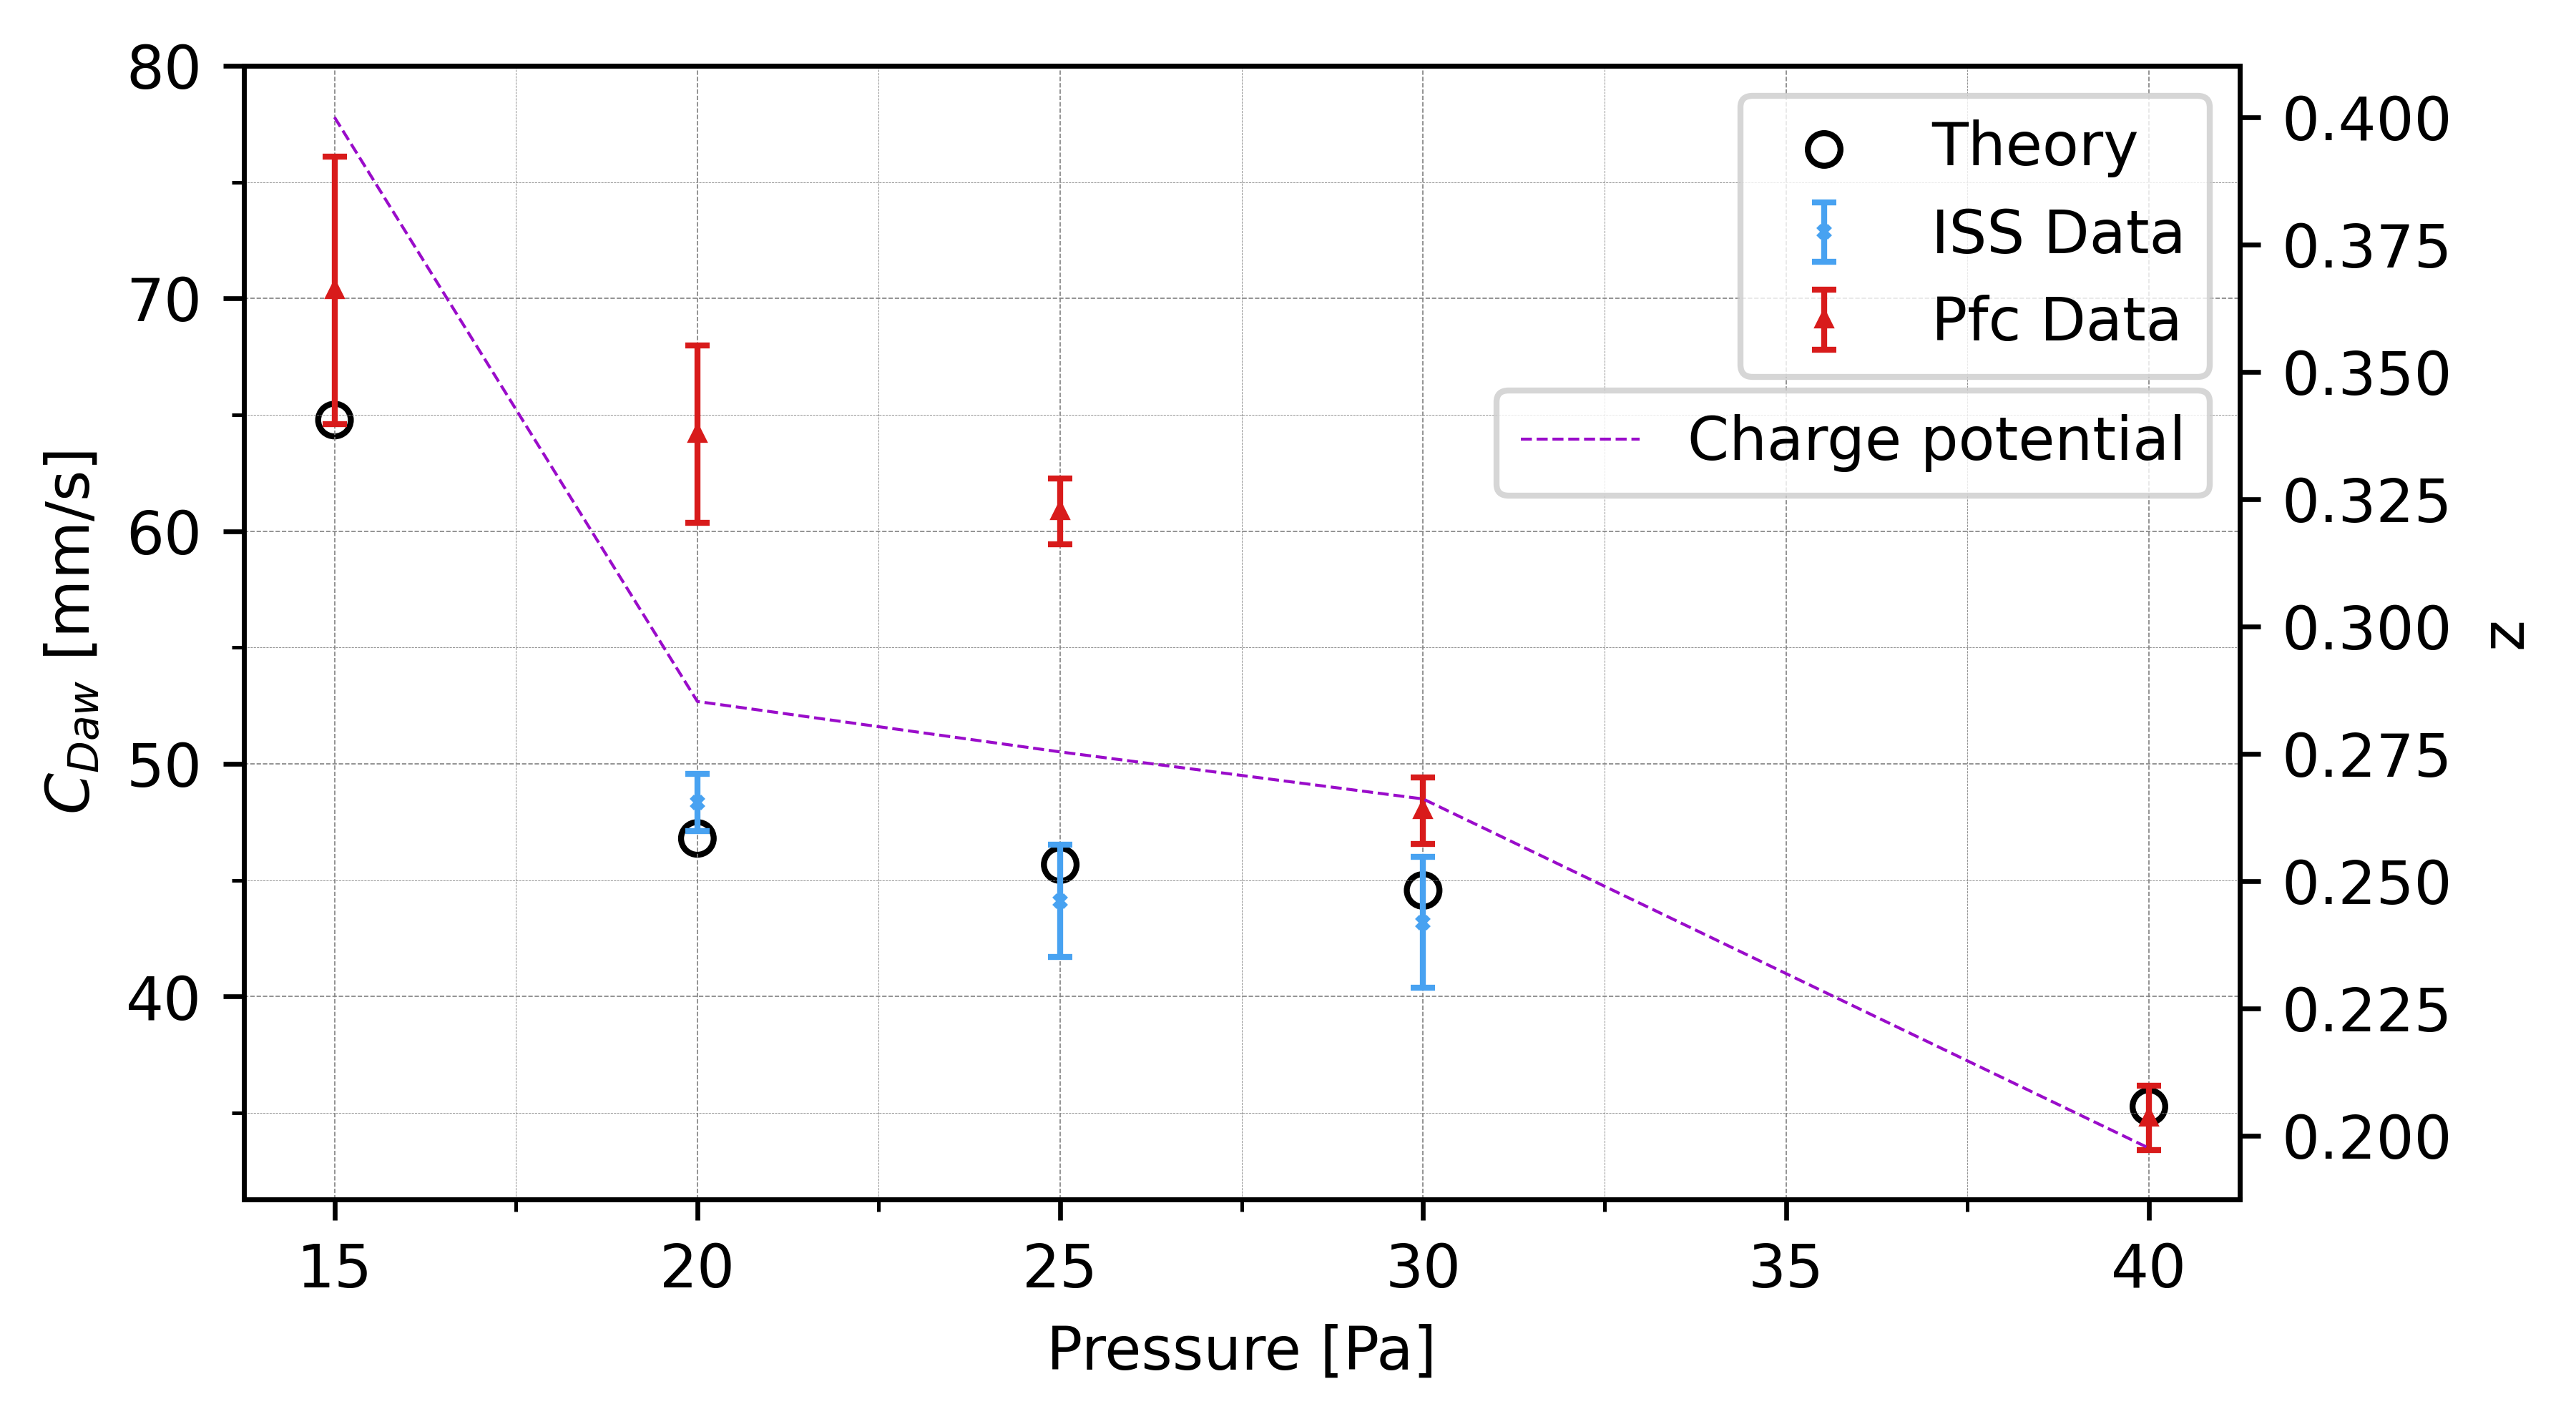 80
70
60
50
40
C_Daw [mm/s]
Theory
ISS Data
Pfc Data
Charge potential
0.400
0.375
0.350
0.325
0.300
0.275
0.250
0.225
0.200
z
15 20 25 30 35 40
Pressure [Pa]